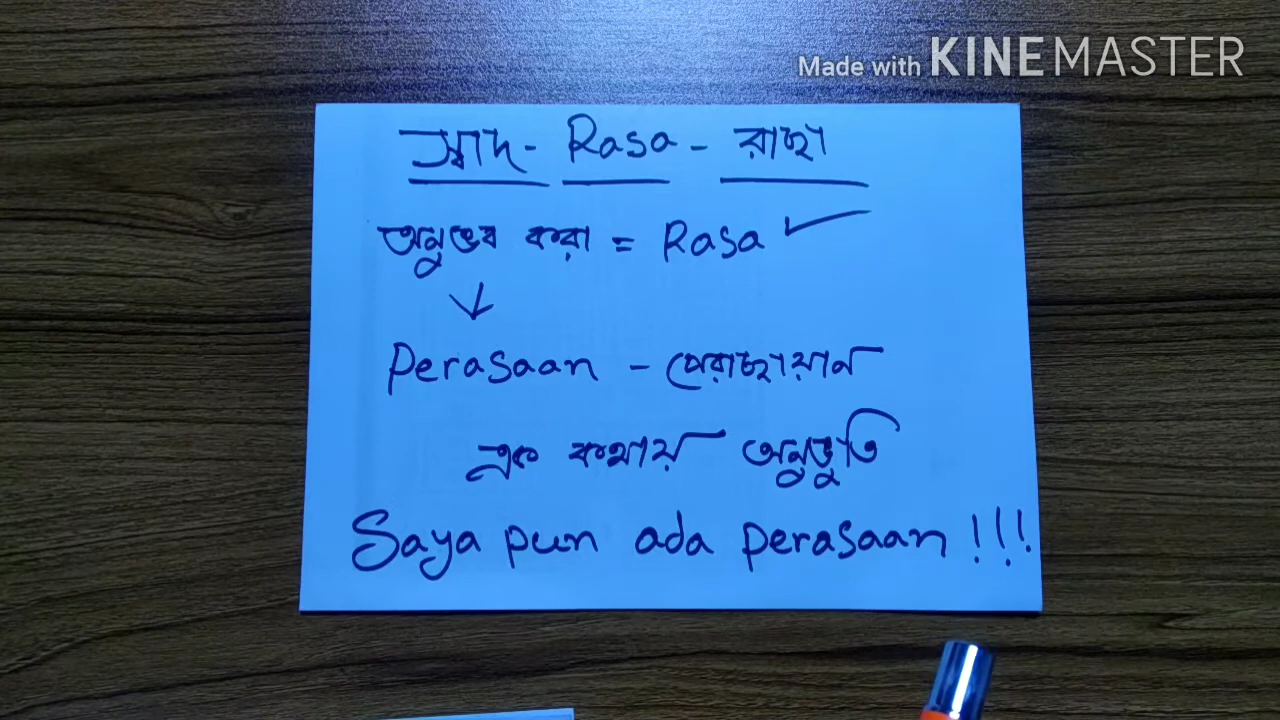 Made with KINEMASTER
স্বাদ - Rasa - রাছা
অনুভব করা = Rasa ✓
↓
Perasaan - পেরাছায়ান
এক কথায় অনুভূতি
Saya pun ada perasaan !!!